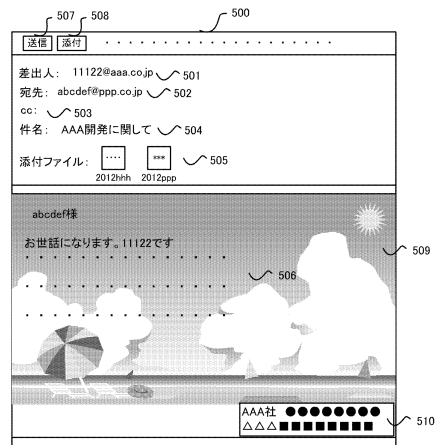 507 508 500
送信 添付 ・・・・・・・・・・・・・・・・
差出人： 11122@aaa.co.jp 501
宛先： abcdef@ppp.co.jp 502
cc： 503
件名： AAA開発に関して 504
添付ファイル： ・・・・ *** 505
2012hhh 2012ppp
abcdef様
509
お世話になります。11122です
506
AAA社 ●●●●●●●●
510
△△△■■■■■■■■